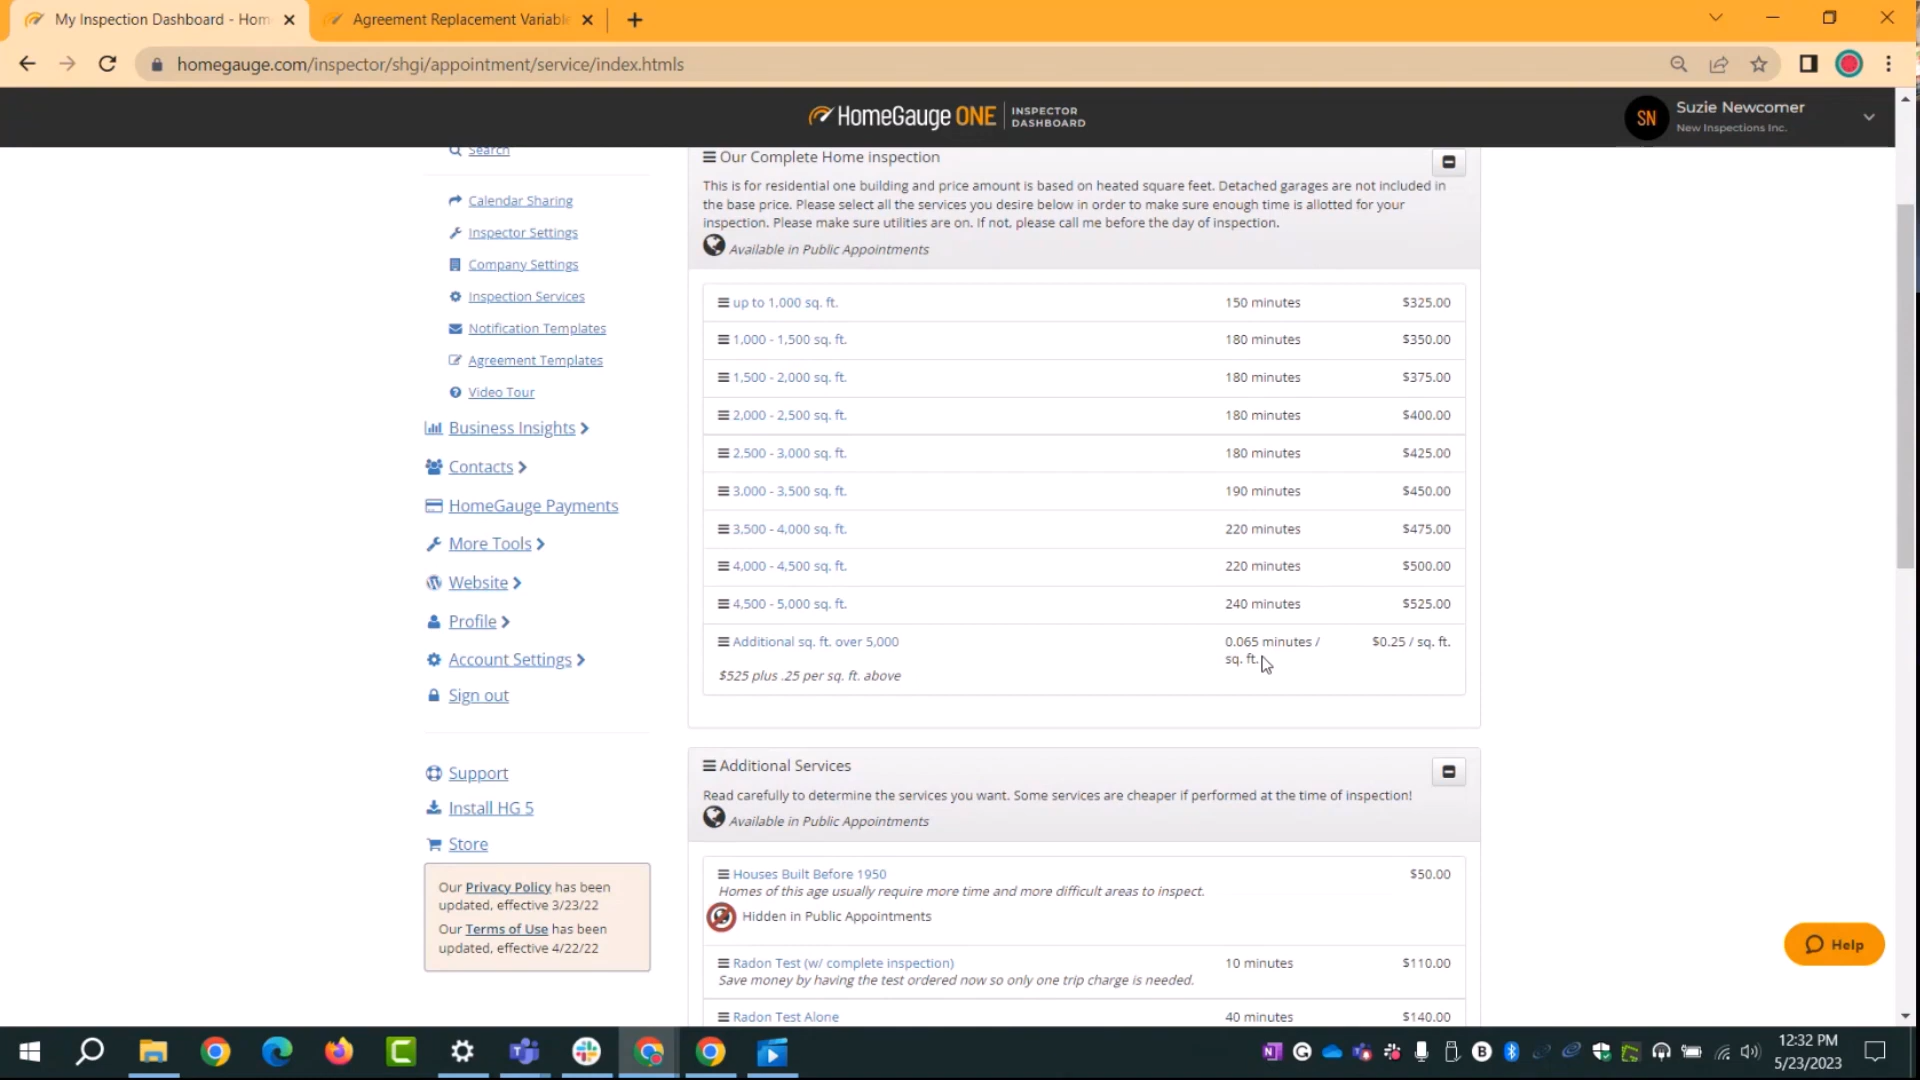 My Inspection Dashboard - Hom
Agreement Replacement Variabl
homegauge.com/inspector/shgi/appointment/service/index.htmls
HomeGauge ONE
INSPECTOR
DASHBOARD
SN
Suzie Newcomer
New Inspections Inc.
Search
Calendar Sharing
Inspector Settings
Company Settings
Inspection Services
Notification Templates
Agreement Templates
Video Tour
Business Insights
Contacts
HomeGauge Payments
More Tools
Website
Profile
Account Settings
Sign out
Support
Install HG 5
Store
Our Privacy Policy has been
updated, effective 3/23/22
Our Terms of Use has been
updated, effective 4/22/22
Our Complete Home inspection
This is for residential one building and price amount is based on heated square feet. Detached garages are not included in
the base price. Please select all the services you desire below in order to make sure enough time is allotted for your
inspection. Please make sure utilities are on. If not, please call me before the day of inspection.
Available in Public Appointments
up to 1,000 sq. ft. 150 minutes $325.00
1,000 - 1,500 sq. ft. 180 minutes $350.00
1,500 - 2,000 sq. ft. 180 minutes $375.00
2,000 - 2,500 sq. ft. 180 minutes $400.00
2,500 - 3,000 sq. ft. 180 minutes $425.00
3,000 - 3,500 sq. ft. 190 minutes $450.00
3,500 - 4,000 sq. ft. 220 minutes $475.00
4,000 - 4,500 sq. ft. 220 minutes $500.00
4,500 - 5,000 sq. ft. 240 minutes $525.00
Additional sq. ft. over 5,000 0.065 minutes / $0.25 / sq. ft.
sq. ft.
$525 plus .25 per sq. ft. above
Additional Services
Read carefully to determine the services you want. Some services are cheaper if performed at the time of inspection!
Available in Public Appointments
Houses Built Before 1950 $50.00
Homes of this age usually require more time and more difficult areas to inspect.
Hidden in Public Appointments
Radon Test (w/ complete inspection) 10 minutes $110.00
Save money by having the test ordered now so only one trip charge is needed.
Radon Test Alone 40 minutes $140.00
Help
12:32 PM
5/23/2023